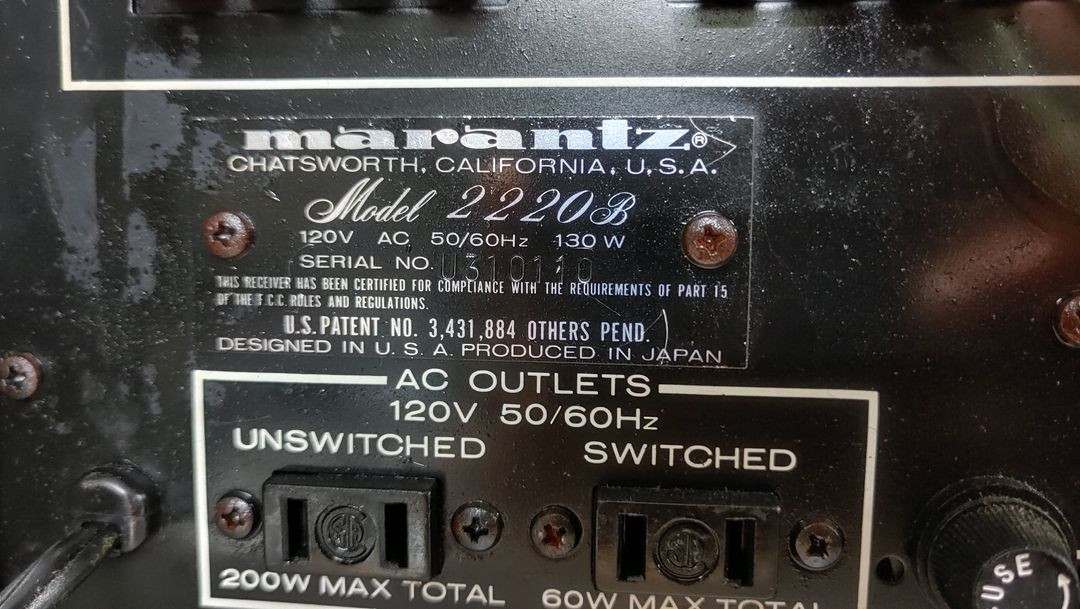 marantz®
CHATSWORTH, CALIFORNIA, U.S.A.
Model 2220B
120V AC 50/60Hz 130 W
SERIAL NO. U310110
THIS RECEIVER HAS BEEN CERTIFIED FOR COMPLIANCE WITH THE REQUIREMENTS OF PART 15
OF THE F.C.C. RULES AND REGULATIONS.
U.S. PATENT NO. 3,431,884 OTHERS PEND.
DESIGNED IN U.S.A. PRODUCED IN JAPAN
AC OUTLETS
120V 50/60Hz
UNSWITCHED
SWITCHED
200W MAX TOTAL
60W MAX TOTAL